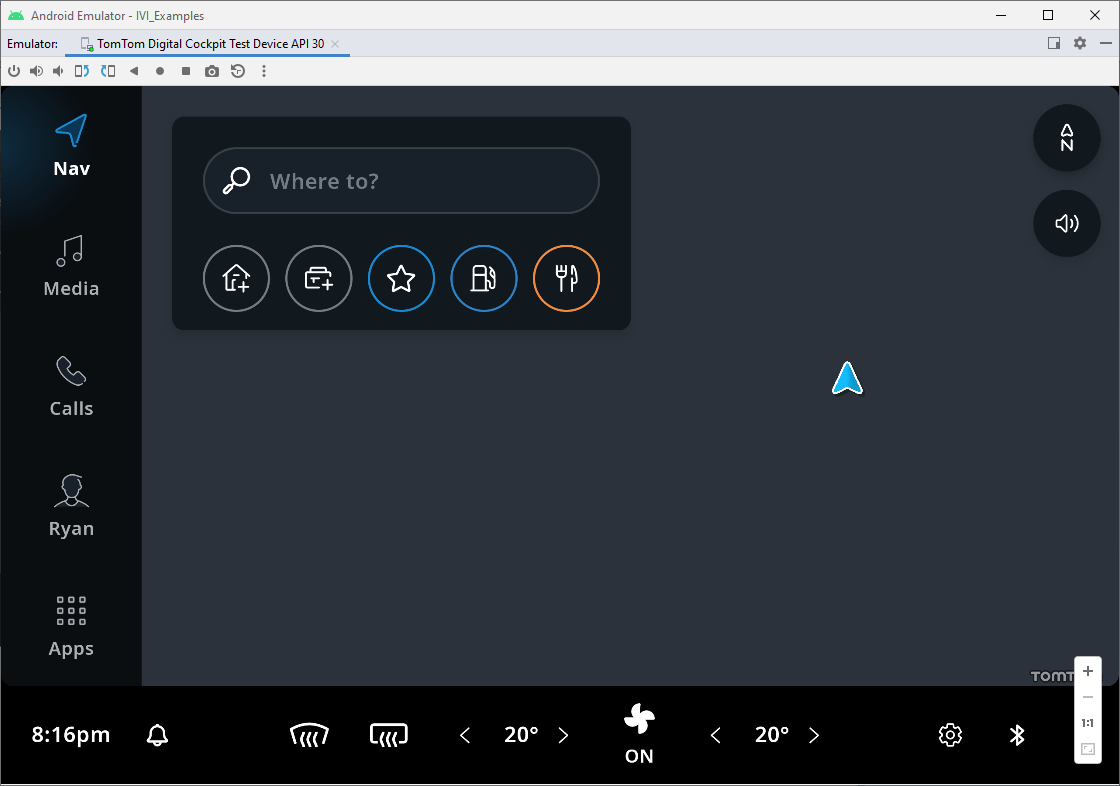 Android Emulator - IVI_Examples
Emulator: TomTom Digital Cockpit Test Device API 30
Nav
Where to?
N
Media
Calls
Ryan
Apps
TOMT
1:1
8:16pm
20°
ON
20°